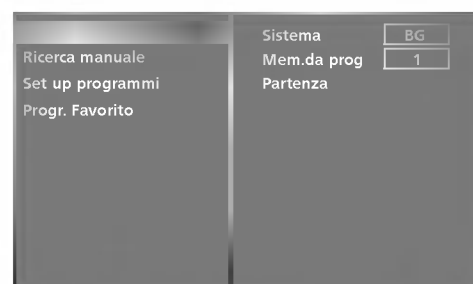 Ricerca manuale
Set up programmi
Progr. Favorito
Sistema BG
Mem.da prog 1
Partenza